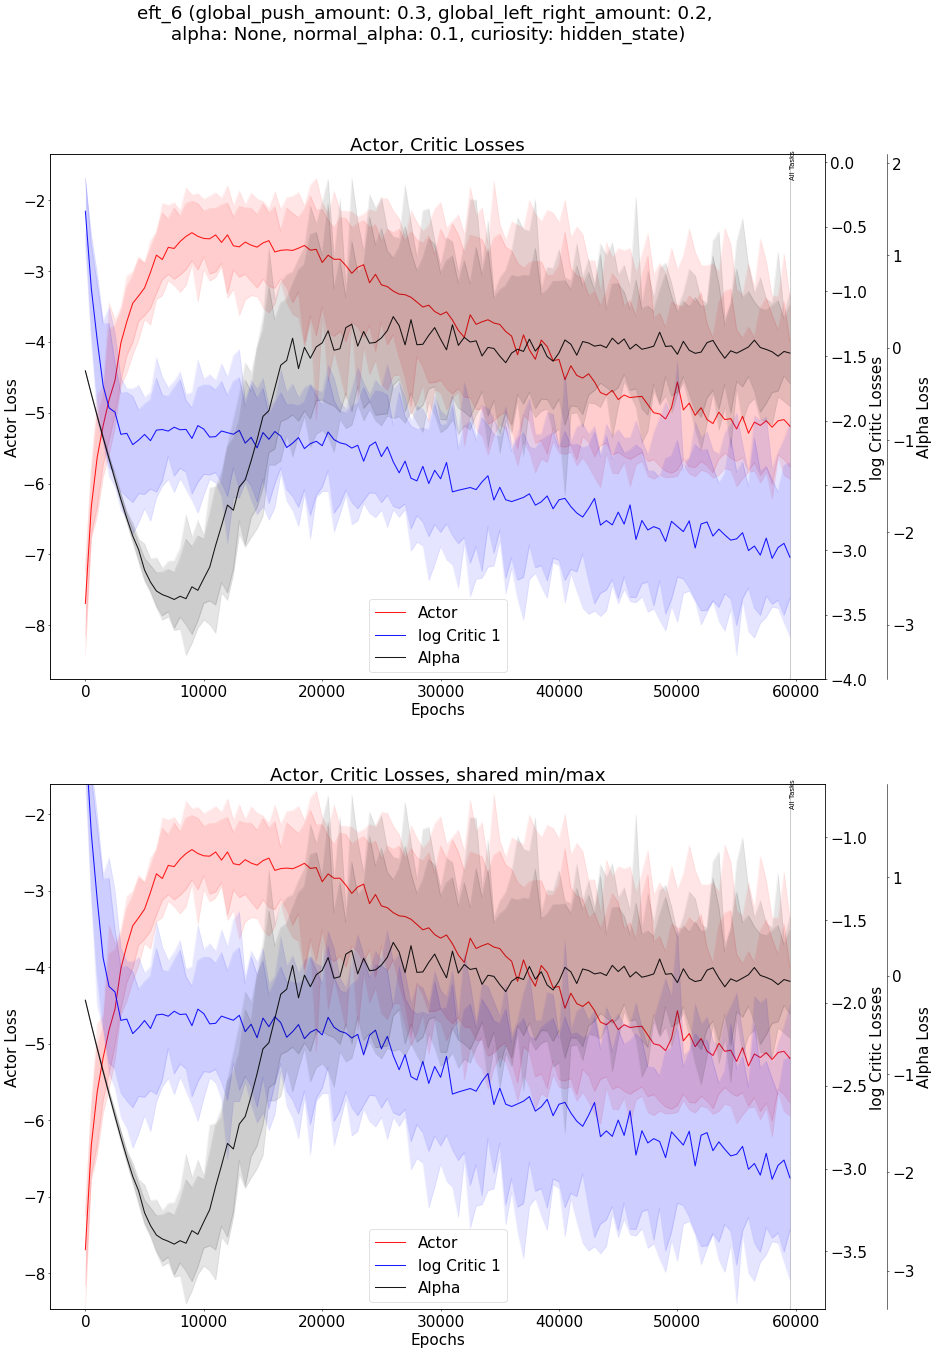 eft_6 (global_push_amount: 0.3, global_left_right_amount: 0.2,
alpha: None, normal_alpha: 0.1, curiosity: hidden_state)
Actor, Critic Losses
All Tasks
Actor Loss
−2
−3
−4
−5
−6
−7
−8
0.0
−0.5
−1.0
−1.5
−2.0
−2.5
−3.0
−3.5
−4.0
log Critic Losses
2
1
0
−1
−2
−3
Alpha Loss
Actor
log Critic 1
Alpha
0 10000 20000 30000 40000 50000 60000
Epochs
Actor, Critic Losses, shared min/max
All Tasks
Actor Loss
−2
−3
−4
−5
−6
−7
−8
−1.0
−1.5
−2.0
−2.5
−3.0
−3.5
log Critic Losses
1
0
−1
−2
−3
Alpha Loss
Actor
log Critic 1
Alpha
0 10000 20000 30000 40000 50000 60000
Epochs